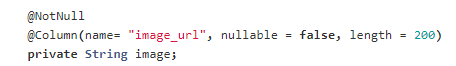 @NotNull
@Column(name= "image_url", nullable = false, length = 200)
private String image;